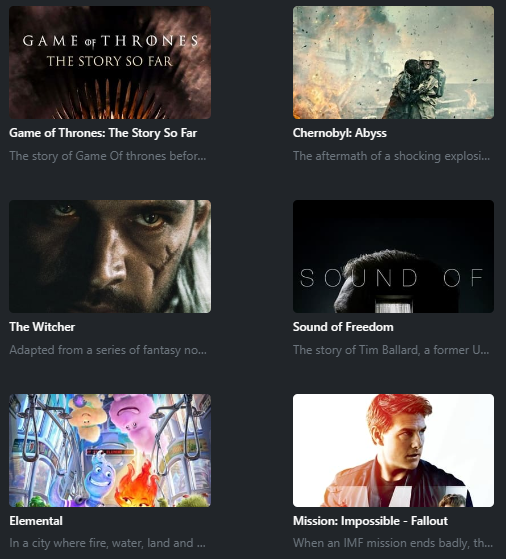 GAME OF THRONES
THE STORY SO FAR
Game of Thrones: The Story So Far
The story of Game Of thrones befor...
Chernobyl: Abyss
The aftermath of a shocking explosi...
The Witcher
Adapted from a series of fantasy no...
SOUND OF
Sound of Freedom
The story of Tim Ballard, a former U...
Elemental
In a city where fire, water, land and ...
Mission: Impossible - Fallout
When an IMF mission ends badly, th...